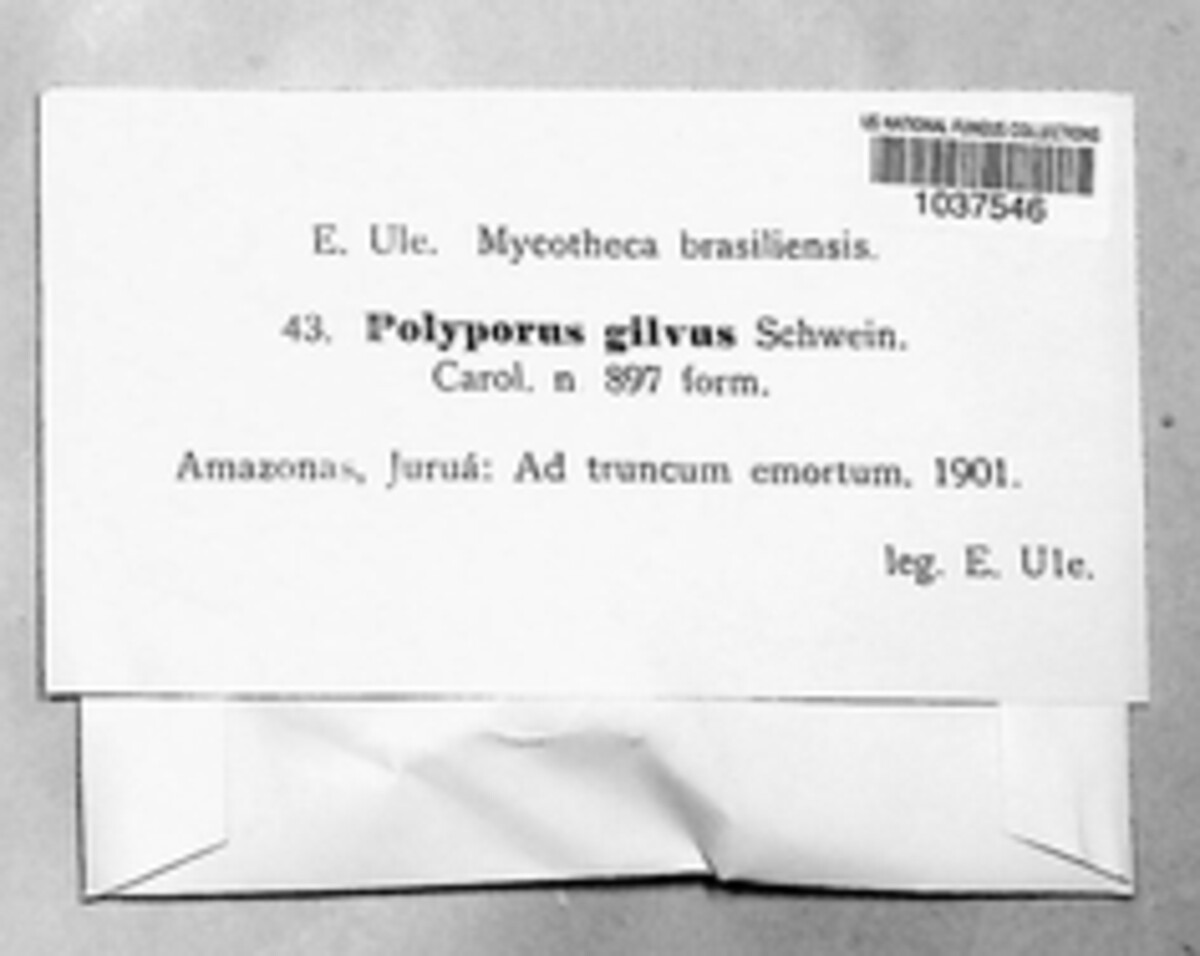 US NATIONAL FUNGUS COLLECTIONS
1037546
E. Ule. Mycotheca brasiliensis.
43. Polyporus gilvus Schwein.
Carol. n 897 form.
Amazonas, Juruá: Ad truncum emortum. 1901.
leg. E. Ule.